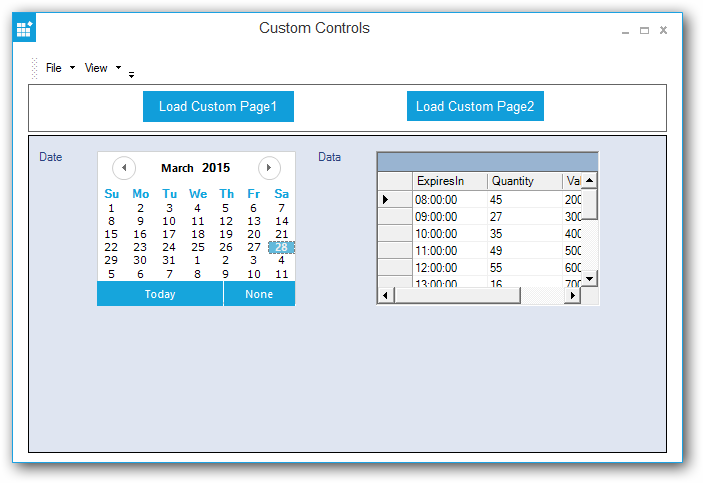 Custom Controls
File View
Load Custom Page1 Load Custom Page2
Date
March 2015
Su Mo Tu We Th Fr Sa
1 2 3 4 5 6 7
8 9 10 11 12 13 14
15 16 17 18 19 20 21
22 23 24 25 26 27 28
29 30 31 1 2 3 4
5 6 7 8 9 10 11
Today None
Data
ExpiresIn Quantity Val
08:00:00 45 200
09:00:00 27 300
10:00:00 35 400
11:00:00 49 500
12:00:00 55 600
13:00:00 16 700